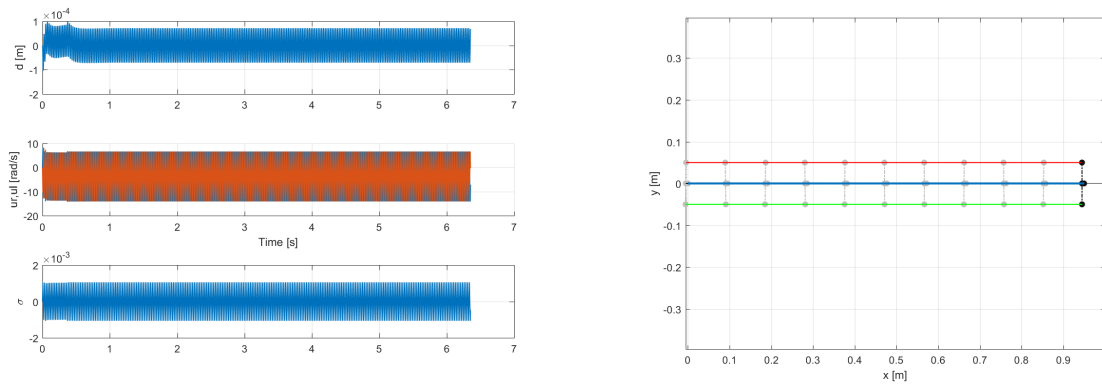 ×10⁻⁴
1
0
-1
-2
d [m]
0 1 2 3 4 5 6 7
10
0
-10
-20
ur,ul [rad/s]
0 1 2 3 4 5 6 7
Time [s]
×10⁻³
2
0
-2
σ
0 1 2 3 4 5 6 7
0.3
0.2
0.1
0
-0.1
-0.2
-0.3
y [m]
0 0.1 0.2 0.3 0.4 0.5 0.6 0.7 0.8 0.9
x [m]